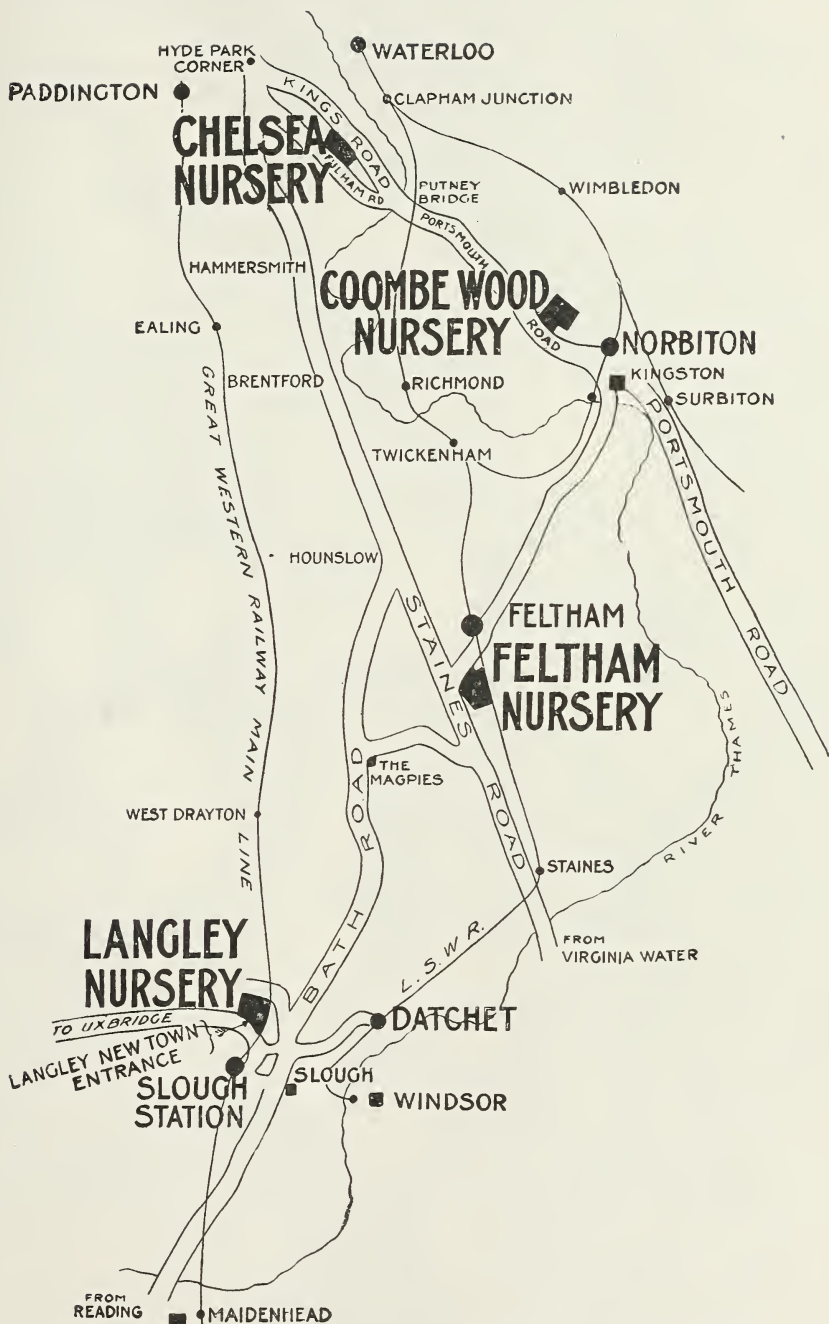 HYDE PARK
CORNER
WATERLOO
PADDINGTON
CLAPHAM JUNCTION
KINGS ROAD
CHELSEA
NURSERY
FULHAM RD
PUTNEY
BRIDGE
WIMBLEDON
PORTSMOUTH
ROAD
HAMMERSMITH
COOMBE WOOD
NURSERY
EALING
NORBITON
BRENTFORD
RICHMOND
KINGSTON
SURBITON
TWICKENHAM
GREAT WESTERN RAILWAY MAIN LINE
PORTSMOUTH ROAD
HOUNSLOW
STAINES ROAD
FELTHAM
FELTHAM
NURSERY
RIVER THAMES
THE
MAGPIES
BATH ROAD
WEST DRAYTON
STAINES
FROM
VIRGINIA WATER
L. S. W. R.
LANGLEY
NURSERY
TO UXBRIDGE
LANGLEY NEW TOWN
ENTRANCE
DATCHET
SLOUGH
STATION
SLOUGH
WINDSOR
FROM
READING
MAIDENHEAD